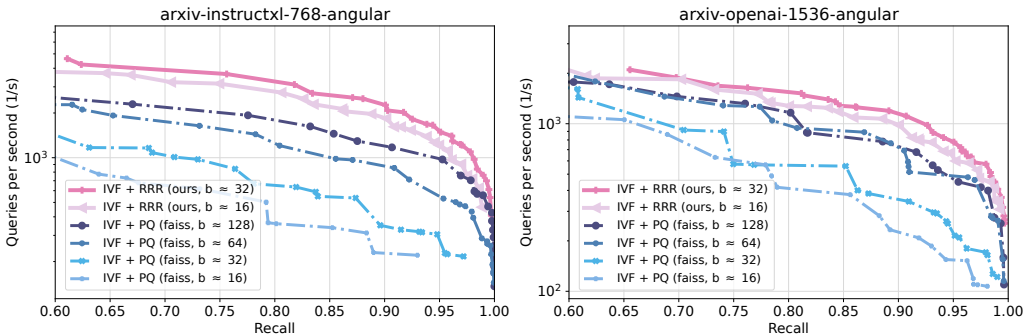 arxiv-instructxl-768-angular
Queries per second (1/s)
10³
IVF + RRR (ours, b ≈ 32)
IVF + RRR (ours, b ≈ 16)
IVF + PQ (faiss, b ≈ 128)
IVF + PQ (faiss, b ≈ 64)
IVF + PQ (faiss, b ≈ 32)
IVF + PQ (faiss, b ≈ 16)
0.60 0.65 0.70 0.75 0.80 0.85 0.90 0.95 1.00
Recall
arxiv-openai-1536-angular
Queries per second (1/s)
10³
10²
IVF + RRR (ours, b ≈ 32)
IVF + RRR (ours, b ≈ 16)
IVF + PQ (faiss, b ≈ 128)
IVF + PQ (faiss, b ≈ 64)
IVF + PQ (faiss, b ≈ 32)
IVF + PQ (faiss, b ≈ 16)
0.60 0.65 0.70 0.75 0.80 0.85 0.90 0.95 1.00
Recall